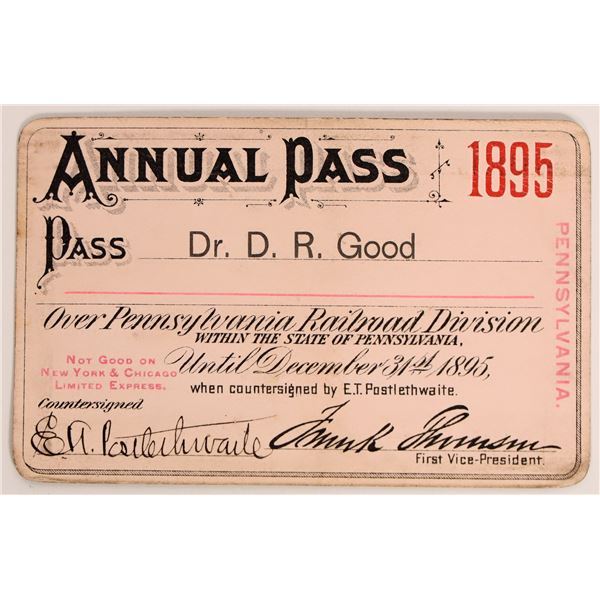 ANNUAL PASS 1895
PASS Dr. D. R. Good
Over Pennsylvania Railroad Division
WITHIN THE STATE OF PENNSYLVANIA,
Until December 31st 1895,
NOT GOOD ON
NEW YORK & CHICAGO
LIMITED EXPRESS.
when countersigned by E.T. Postlethwaite.
Countersigned
E.T. Postlethwaite
Frank Thomson
First Vice-President.
PENNSYLVANIA.